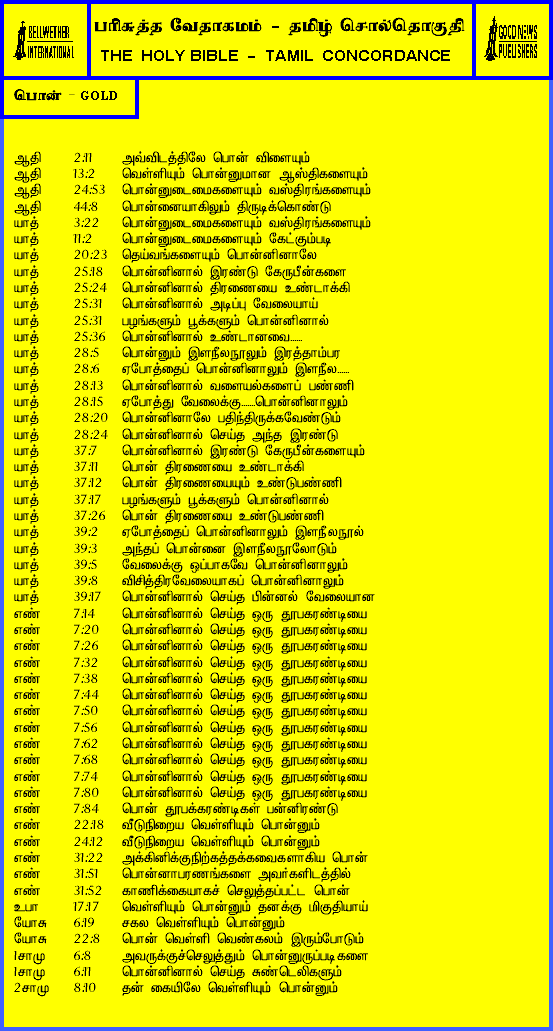 BELLWETHER
INTERNATIONAL
பரிசுத்த வேதாகமம் - தமிழ் சொல்தொகுதி
THE HOLY BIBLE - TAMIL CONCORDANCE
GOOD NEWS
PUBLISHERS
பொன் - GOLD
ஆதி 2:11 அவ்விடத்திலே பொன் விளையும்
ஆதி 13:2 வெள்ளியும் பொன்னுமான ஆஸ்திகளையும்
ஆதி 24:53 பொன்னுடைமைகளையும் வஸ்திரங்களையும்
ஆதி 44:8 பொன்னையாகிலும் திருடிக்கொண்டு
யாத் 3:22 பொன்னுடைமைகளையும் வஸ்திரங்களையும்
யாத் 11:2 பொன்னுடைமைகளையும் கேட்கும்படி
யாத் 20:23 தெய்வங்களையும் பொன்னினாலே
யாத் 25:18 பொன்னினால் இரண்டு கேருபீன்களை
யாத் 25:24 பொன்னினால் திரணையை உண்டாக்கி
யாத் 25:31 பொன்னினால் அடிப்பு வேலையாய்
யாத் 25:31 பழங்களும் பூக்களும் பொன்னினால்
யாத் 25:36 பொன்னினால் உண்டானவை.....
யாத் 28:5 பொன்னும் இளநீலநூலும் இரத்தாம்பர
யாத் 28:6 ஏபோத்தைப் பொன்னினாலும் இளநீல.....
யாத் 28:13 பொன்னினால் வளையல்களைப் பண்ணி
யாத் 28:15 ஏபோத்து வேலைக்கு.....பொன்னினாலும்
யாத் 28:20 பொன்னினாலே பதிந்திருக்கவேண்டும்
யாத் 28:24 பொன்னினால் செய்த அந்த இரண்டு
யாத் 37:7 பொன்னினால் இரண்டு கேருபீன்களையும்
யாத் 37:11 பொன் திரணையை உண்டாக்கி
யாத் 37:12 பொன் திரணையையும் உண்டுபண்ணி
யாத் 37:17 பழங்களும் பூக்களும் பொன்னினால்
யாத் 37:26 பொன் திரணையை உண்டுபண்ணி
யாத் 39:2 ஏபோத்தைப் பொன்னினாலும் இளநீலநூல்
யாத் 39:3 அந்தப் பொன்னை இளநீலநூலோடும்
யாத் 39:5 வேலைக்கு ஒப்பாகவே பொன்னினாலும்
யாத் 39:8 விசித்திரவேலையாகப் பொன்னினாலும்
யாத் 39:17 பொன்னினால் செய்த பின்னல் வேலையான
எண் 7:14 பொன்னினால் செய்த ஒரு தூபகரண்டியை
எண் 7:20 பொன்னினால் செய்த ஒரு தூபகரண்டியை
எண் 7:26 பொன்னினால் செய்த ஒரு தூபகரண்டியை
எண் 7:32 பொன்னினால் செய்த ஒரு தூபகரண்டியை
எண் 7:38 பொன்னினால் செய்த ஒரு தூபகரண்டியை
எண் 7:44 பொன்னினால் செய்த ஒரு தூபகரண்டியை
எண் 7:50 பொன்னினால் செய்த ஒரு தூபகரண்டியை
எண் 7:56 பொன்னினால் செய்த ஒரு தூபகரண்டியை
எண் 7:62 பொன்னினால் செய்த ஒரு தூபகரண்டியை
எண் 7:68 பொன்னினால் செய்த ஒரு தூபகரண்டியை
எண் 7:74 பொன்னினால் செய்த ஒரு தூபகரண்டியை
எண் 7:80 பொன்னினால் செய்த ஒரு தூபகரண்டியை
எண் 7:84 பொன் தூபக்கரண்டிகள் பன்னிரண்டு
எண் 22:18 வீடுநிறைய வெள்ளியும் பொன்னும்
எண் 24:12 வீடுநிறைய வெள்ளியும் பொன்னும்
எண் 31:22 அக்கினிக்குநிற்கத்தக்கவைகளாகிய பொன்
எண் 31:51 பொன்னாபரணங்களை அவர்களிடத்தில்
எண் 31:52 காணிக்கையாகச் செலுத்தப்பட்ட பொன்
உபா 17:17 வெள்ளியும் பொன்னும் தனக்கு மிகுதியாய்
யோசு 6:19 சகல வெள்ளியும் பொன்னும்
யோசு 22:8 பொன் வெள்ளி வெண்கலம் இரும்போடும்
1சாமு 6:8 அவருக்குச்செலுத்தும் பொன்னுருப்படிகளை
1சாமு 6:11 பொன்னினால் செய்த சுண்டெலிகளும்
2சாமு 8:10 தன் கையிலே வெள்ளியும் பொன்னும்